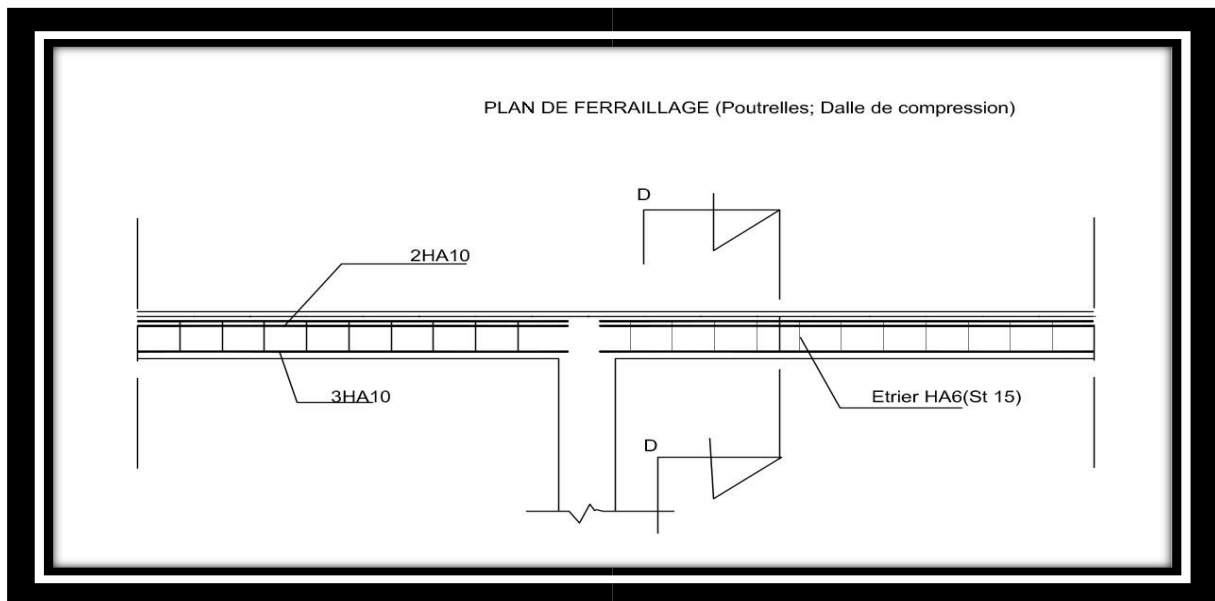 PLAN DE FERRAILLAGE (Poutrelles; Dalle de compression)
D
2HA10
3HA10
Etrier HA6(St 15)
D